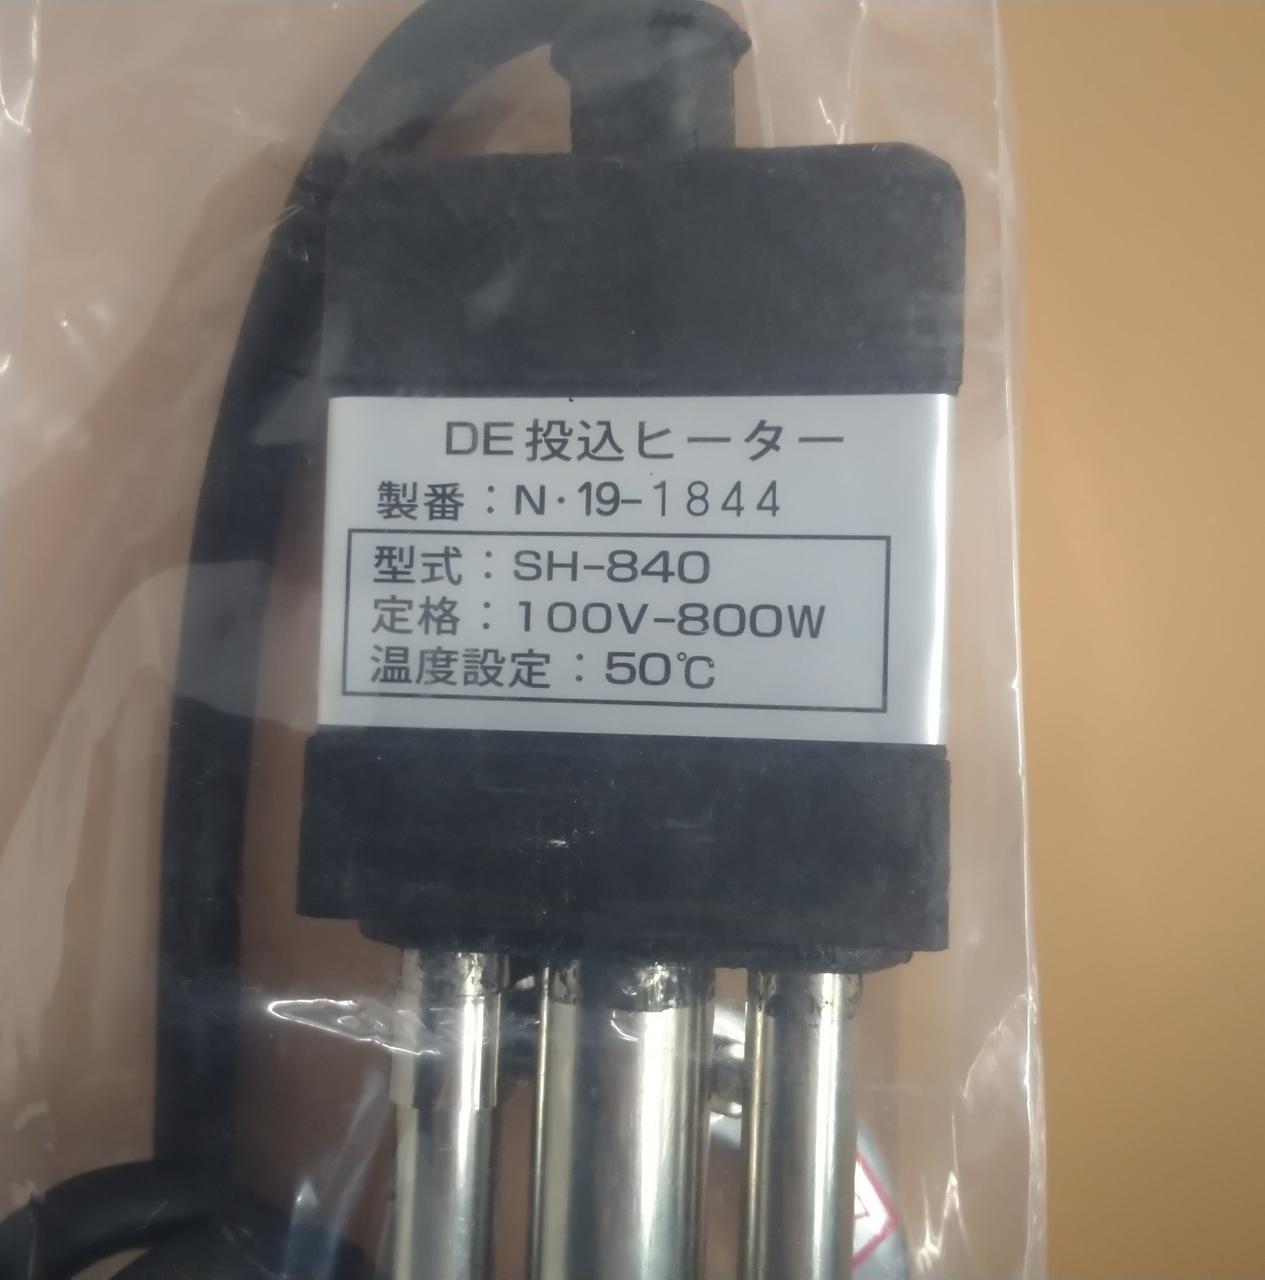 DE投込ヒーター
製番：N・19-1844
型式：SH-840
定格：100V-800W
温度設定：50℃